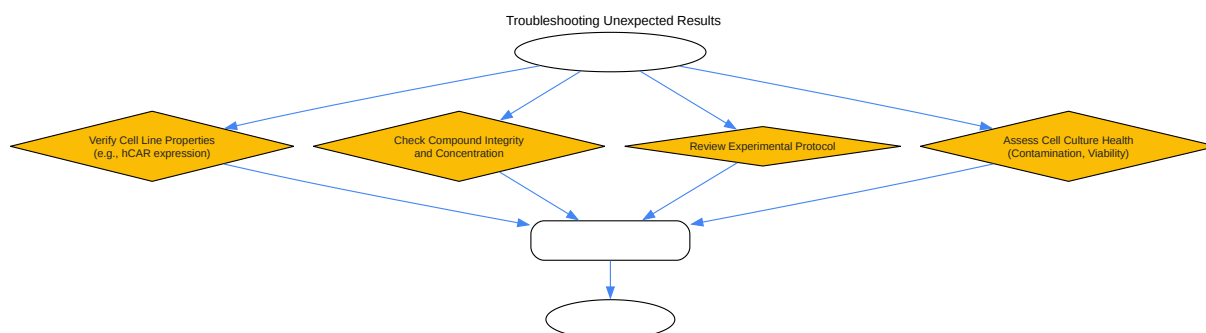 Troubleshooting Unexpected Results
Verify Cell Line Properties
(e.g., hCAR expression)
Check Compound Integrity
and Concentration
Review Experimental Protocol
Assess Cell Culture Health
(Contamination, Viability)